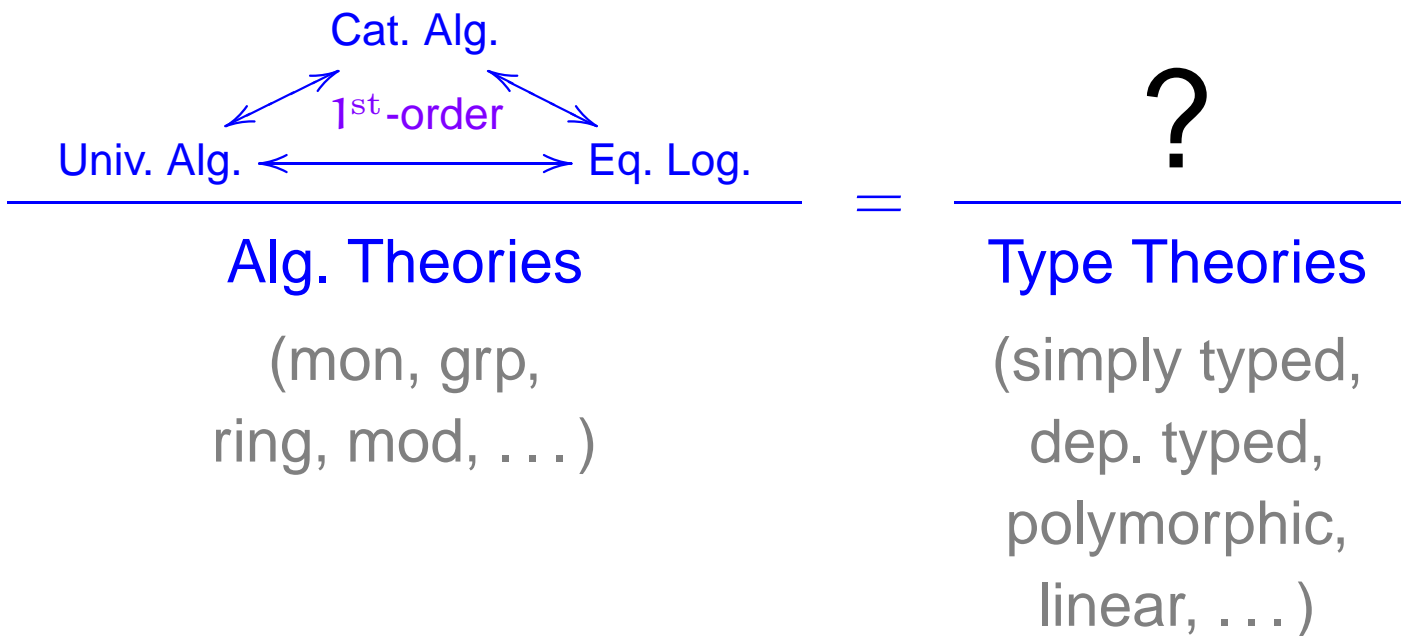 Cat. Alg.
1st-order
Univ. Alg. Eq. Log.
?
=
Alg. Theories
Type Theories
(mon, grp,
ring, mod, ...)
(simply typed,
dep. typed,
polymorphic,
linear, ...)